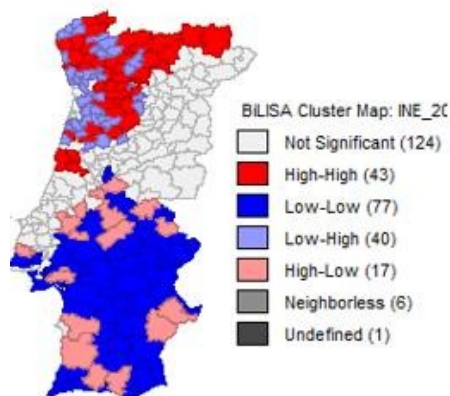 BiLISA Cluster Map: INE_20
Not Significant (124)
High-High (43)
Low-Low (77)
Low-High (40)
High-Low (17)
Neighborless (6)
Undefined (1)